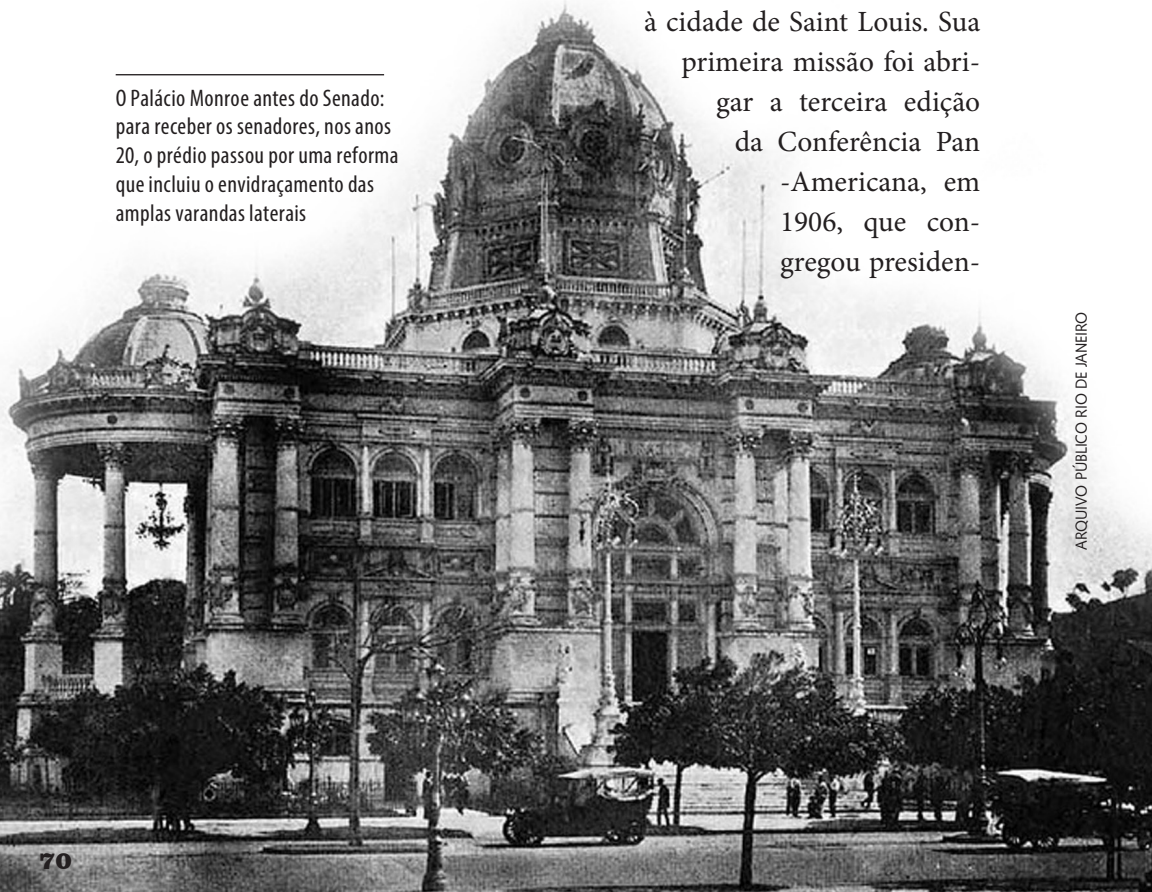 à cidade de Saint Louis. Sua
primeira missão foi abri-
gar a terceira edição
da Conferência Pan
-Americana, em
1906, que con-
gregou presiden-
O Palácio Monroe antes do Senado:
para receber os senadores, nos anos
20, o prédio passou por uma reforma
que incluiu o envidraçamento das
amplas varandas laterais
ARQUIVO PÚBLICO RIO DE JANEIRO
70